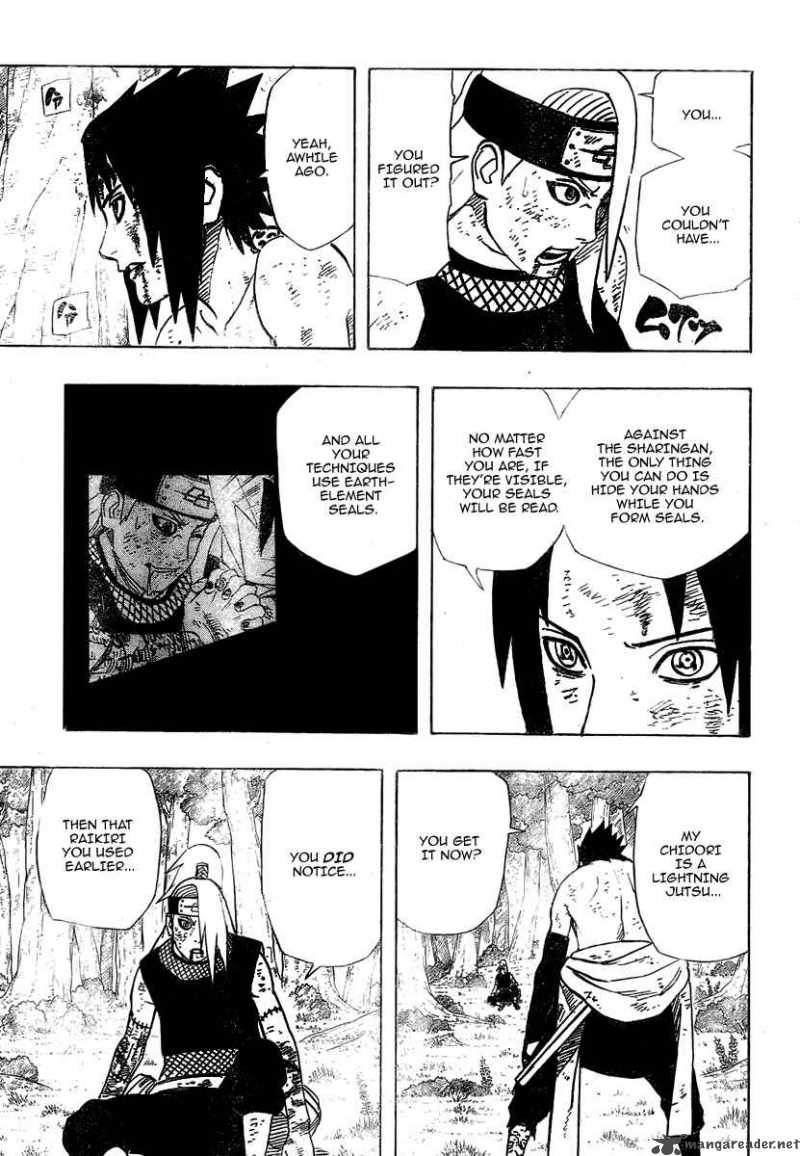 YOU...
YOU
COULDN'T
HAVE...
YOU
FIGURED
IT OUT?
YEAH,
AWHILE
AGO.
AGAINST
THE SHARINGAN,
THE ONLY THING
YOU CAN DO IS
HIDE YOUR HANDS
WHILE YOU
FORM SEALS.
NO MATTER
HOW FAST
YOU ARE, IF
THEY'RE VISIBLE,
YOUR SEALS
WILL BE READ.
AND ALL
YOUR
TECHNIQUES
USE EARTH-
ELEMENT
SEALS.
MY
CHIDORI
IS A
LIGHTNING
JUTSU...
YOU GET
IT NOW?
YOU DID
NOTICE...
THEN THAT
RAIKIRI
YOU USED
EARLIER...
mangareader.net